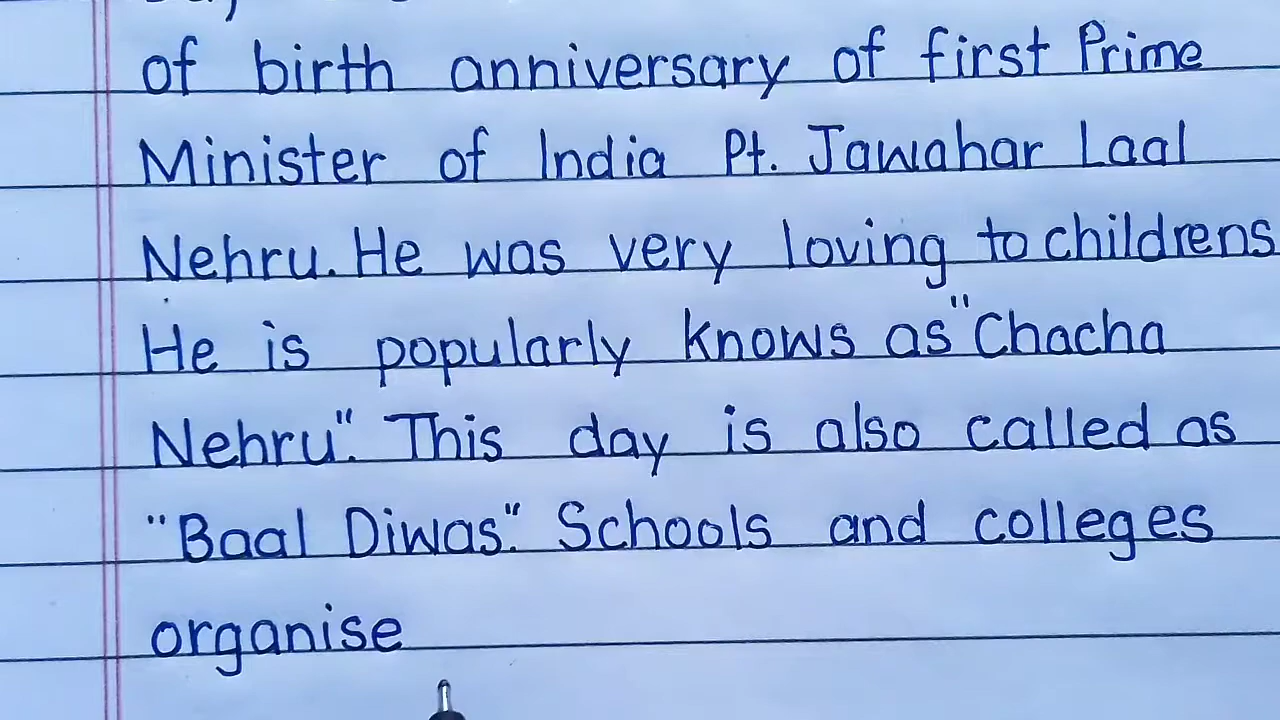 of birth anniversary of first Prime
Minister of India Pt. Jawahar Laal
Nehru. He was very loving to childrens
He is popularly knows as "Chacha
Nehru". This day is also called as
"Baal Diwas". Schools and colleges
organise